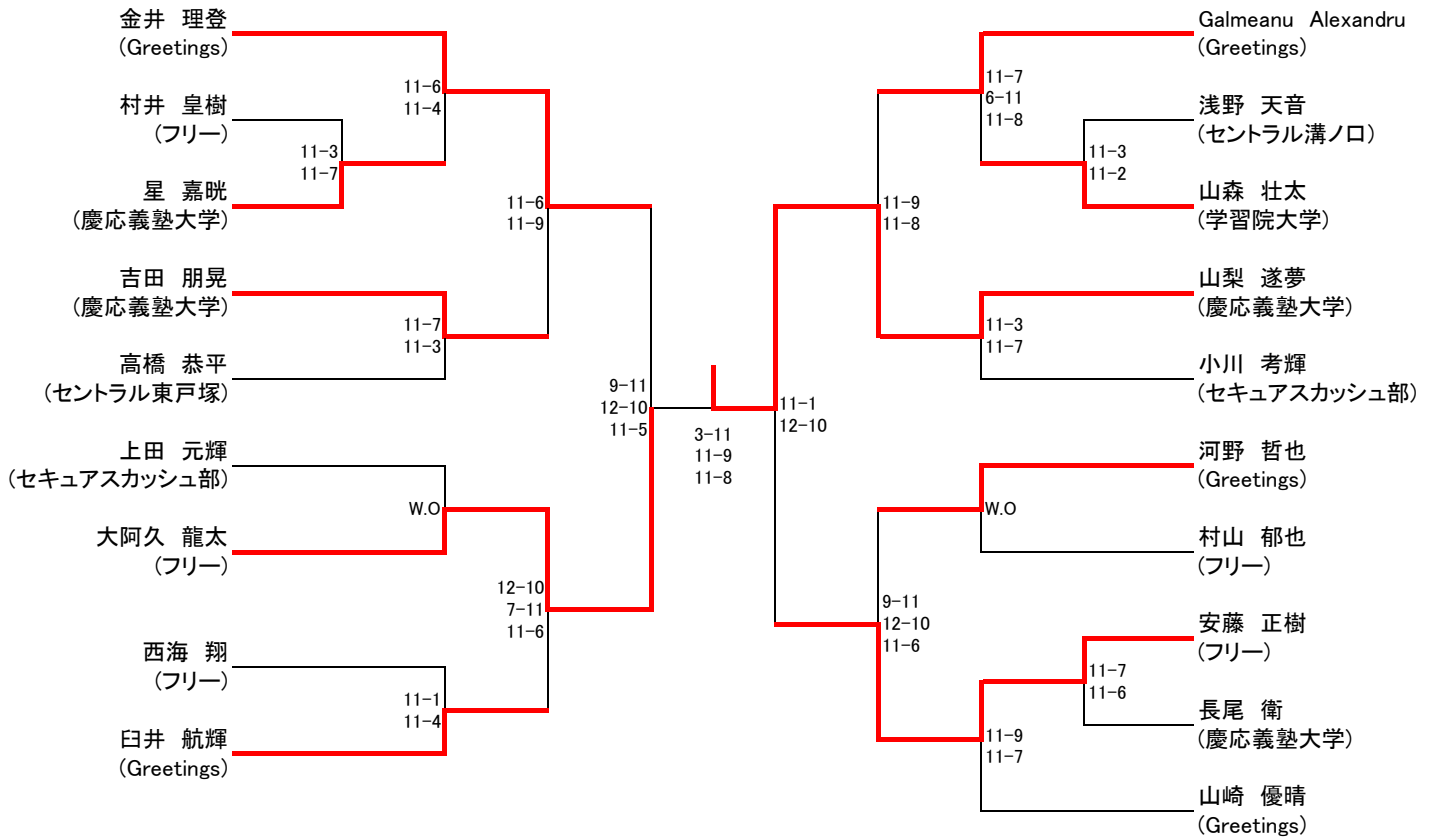 金井 理登
(Greetings)
村井 皇樹
(フリー)
星 嘉晄
(慶応義塾大学)
吉田 朋晃
(慶応義塾大学)
高橋 恭平
(セントラル東戸塚)
上田 元輝
(セキュアスカッシュ部)
大阿久 龍太
(フリー)
西海 翔
(フリー)
臼井 航輝
(Greetings)
11-6
11-4
11-3
11-7
11-7
11-3
W.O
11-1
11-4
11-6
11-9
12-10
7-11
11-6
9-11
12-10
11-5
3-11
11-9
11-8
11-1
12-10
11-9
11-8
9-11
12-10
11-6
11-7
6-11
11-8
11-3
11-2
11-3
11-7
W.O
11-7
11-6
11-9
11-7
Galmeanu Alexandru
(Greetings)
浅野 天音
(セントラル溝ノ口)
山森 壮太
(学習院大学)
山梨 遂夢
(慶応義塾大学)
小川 考輝
(セキュアスカッシュ部)
河野 哲也
(Greetings)
村山 郁也
(フリー)
安藤 正樹
(フリー)
長尾 衛
(慶応義塾大学)
山崎 優晴
(Greetings)